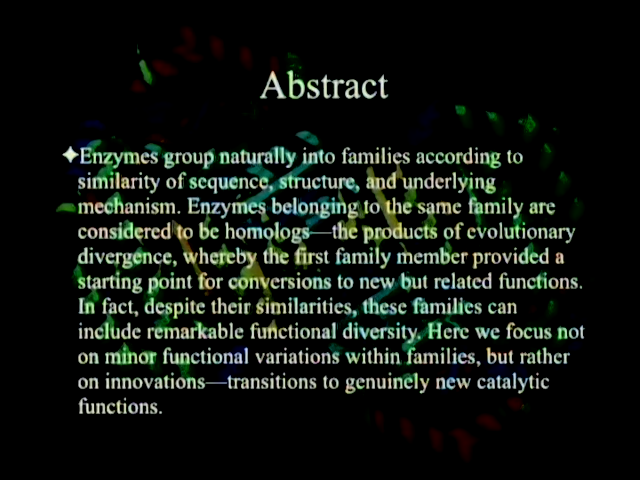 Abstract
✦Enzymes group naturally into families according to
similarity of sequence, structure, and underlying
mechanism. Enzymes belonging to the same family are
considered to be homologs—the products of evolutionary
divergence, whereby the first family member provided a
starting point for conversions to new but related functions.
In fact, despite their similarities, these families can
include remarkable functional diversity. Here we focus not
on minor functional variations within families, but rather
on innovations—transitions to genuinely new catalytic
functions.